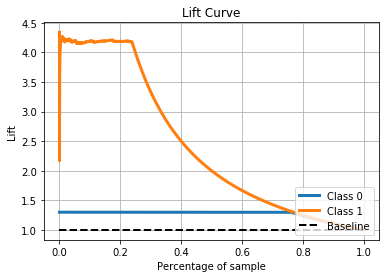 Lift Curve
4.5
4.0
3.5
3.0
2.5
2.0
1.5
1.0
Lift
Class 0
Class 1
Baseline
0.0 0.2 0.4 0.6 0.8 1.0
Percentage of sample